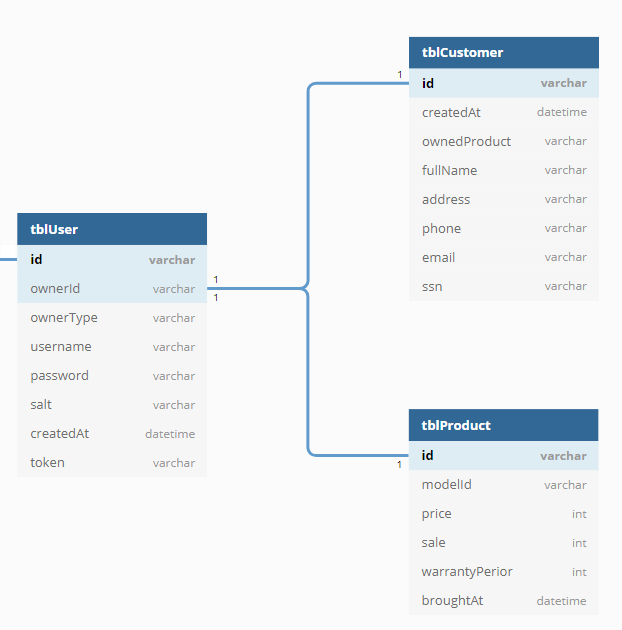 tblCustomer
1
id varchar
createdAt datetime
ownedProduct varchar
fullName varchar
address varchar
phone varchar
email varchar
ssn varchar
tblUser
id varchar
1
ownerId varchar
1
ownerType varchar
username varchar
password varchar
salt varchar
createdAt datetime
token varchar
tblProduct
id varchar
1
modelId varchar
price int
sale int
warrantyPerior int
broughtAt datetime